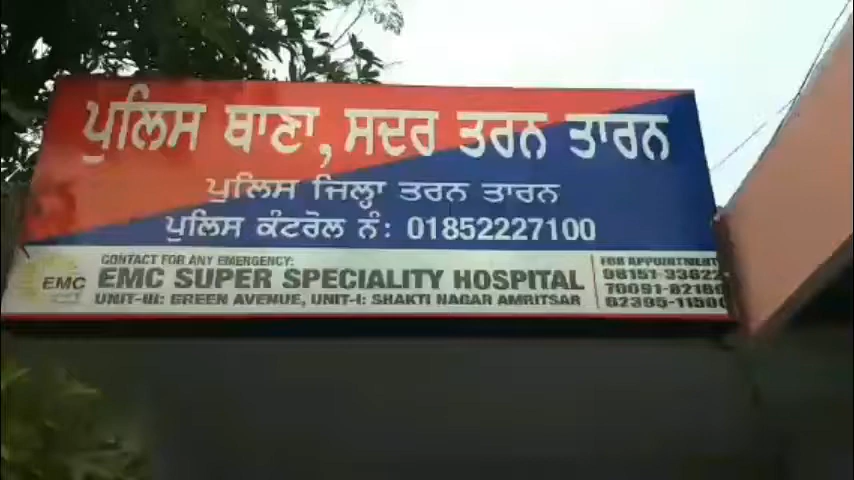 ਪੁਲਿਸ ਥਾਣਾ, ਸਦਰ ਤਰਨ ਤਾਰਨ
ਪੁਲਿਸ ਜਿਲ੍ਹਾ ਤਰਨ ਤਾਰਨ
ਪੁਲਿਸ ਕੰਟਰੋਲ ਨੰ: 01852227100
EMC
CONTACT FOR ANY EMERGENCY:
EMC SUPER SPECIALITY HOSPITAL
UNIT-III: GREEN AVENUE, UNIT-I: SHAKTI NAGAR AMRITSAR
FOR APPOINTMENT